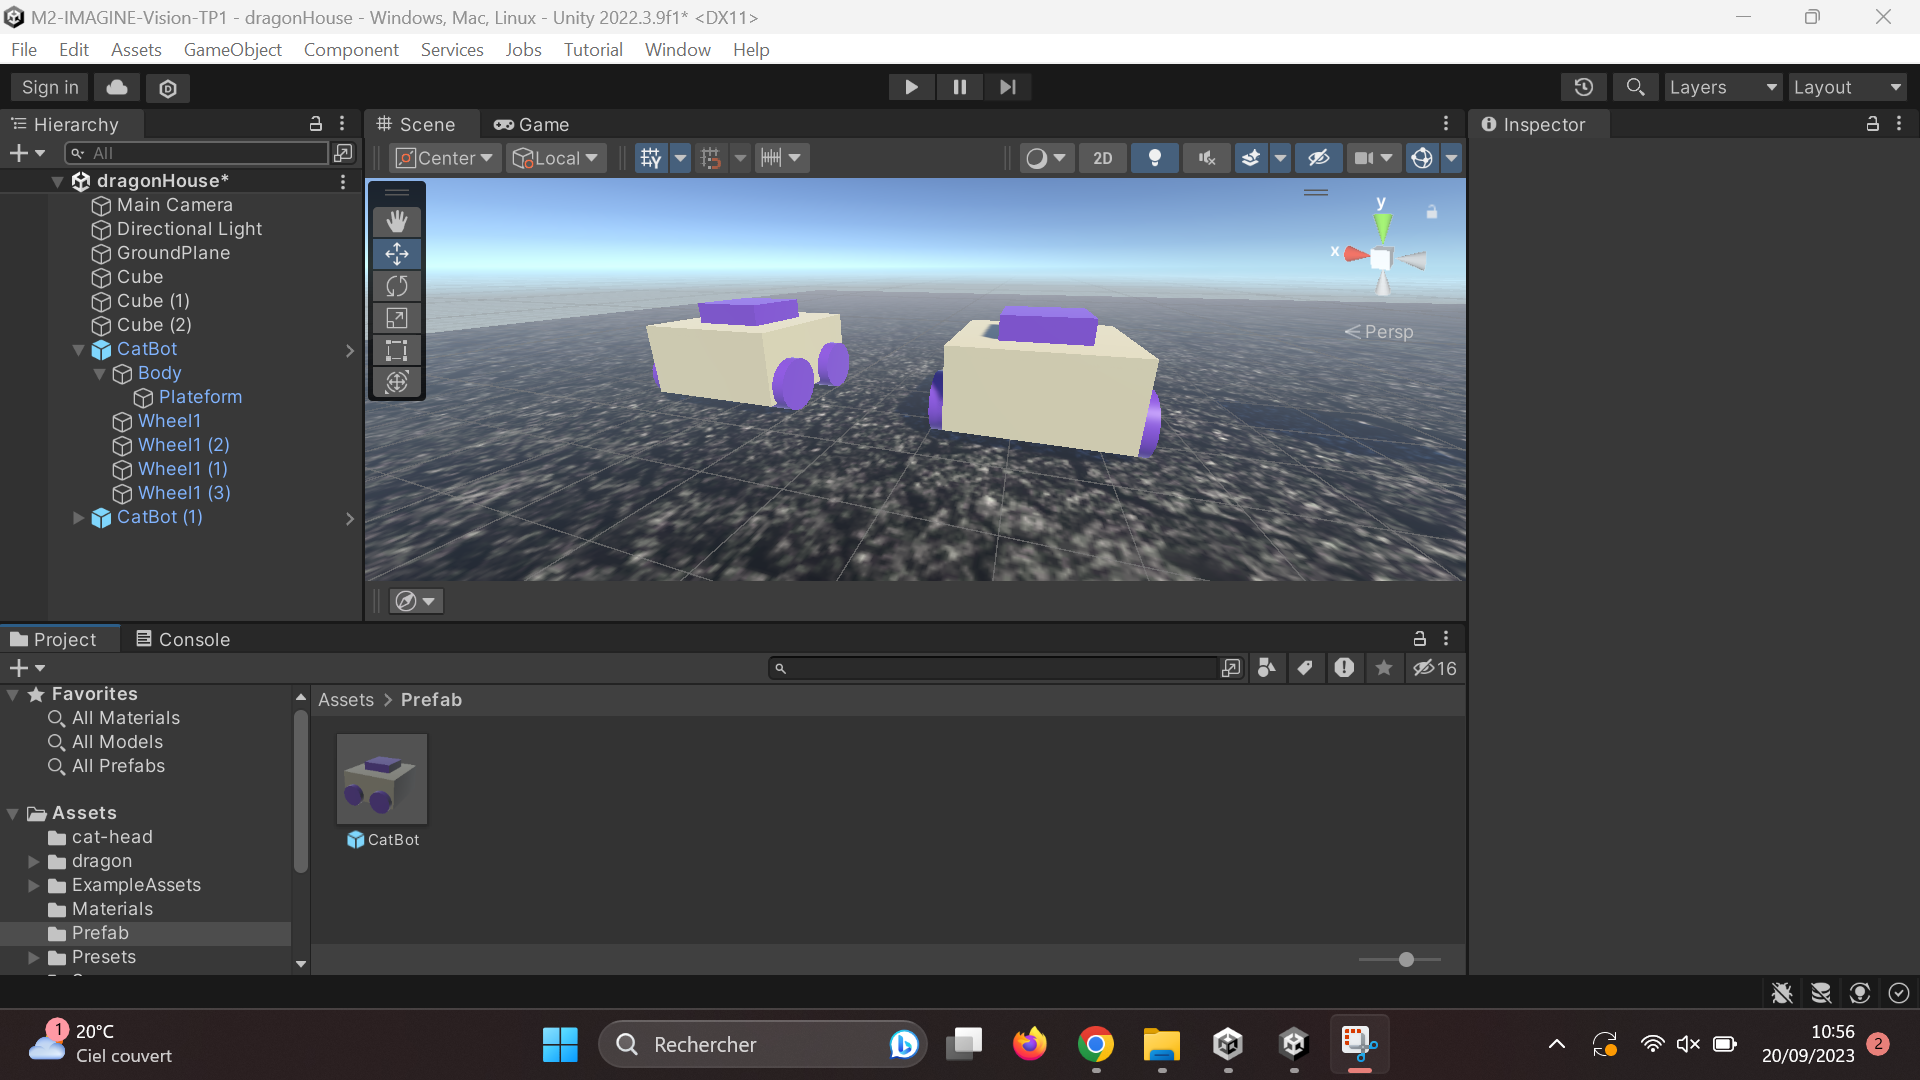 M2-IMAGINE-Vision-TP1 - dragonHouse - Windows, Mac, Linux - Unity 2022.3.9f1* <DX11>
File Edit Assets GameObject Component Services Jobs Tutorial Window Help
Sign in
Layers Layout
Hierarchy
All
dragonHouse*
Main Camera
Directional Light
GroundPlane
Cube
Cube (1)
Cube (2)
CatBot
Body
Plateform
Wheel1
Wheel1 (2)
Wheel1 (1)
Wheel1 (3)
CatBot (1)
Scene Game
Center Local 2D
y
x
Persp
Inspector
Project Console
16
Favorites
All Materials
All Models
All Prefabs
Assets
cat-head
dragon
ExampleAssets
Materials
Prefab
Presets
Assets > Prefab
CatBot
1
20°C
Ciel couvert
Rechercher
10:56
20/09/2023
2